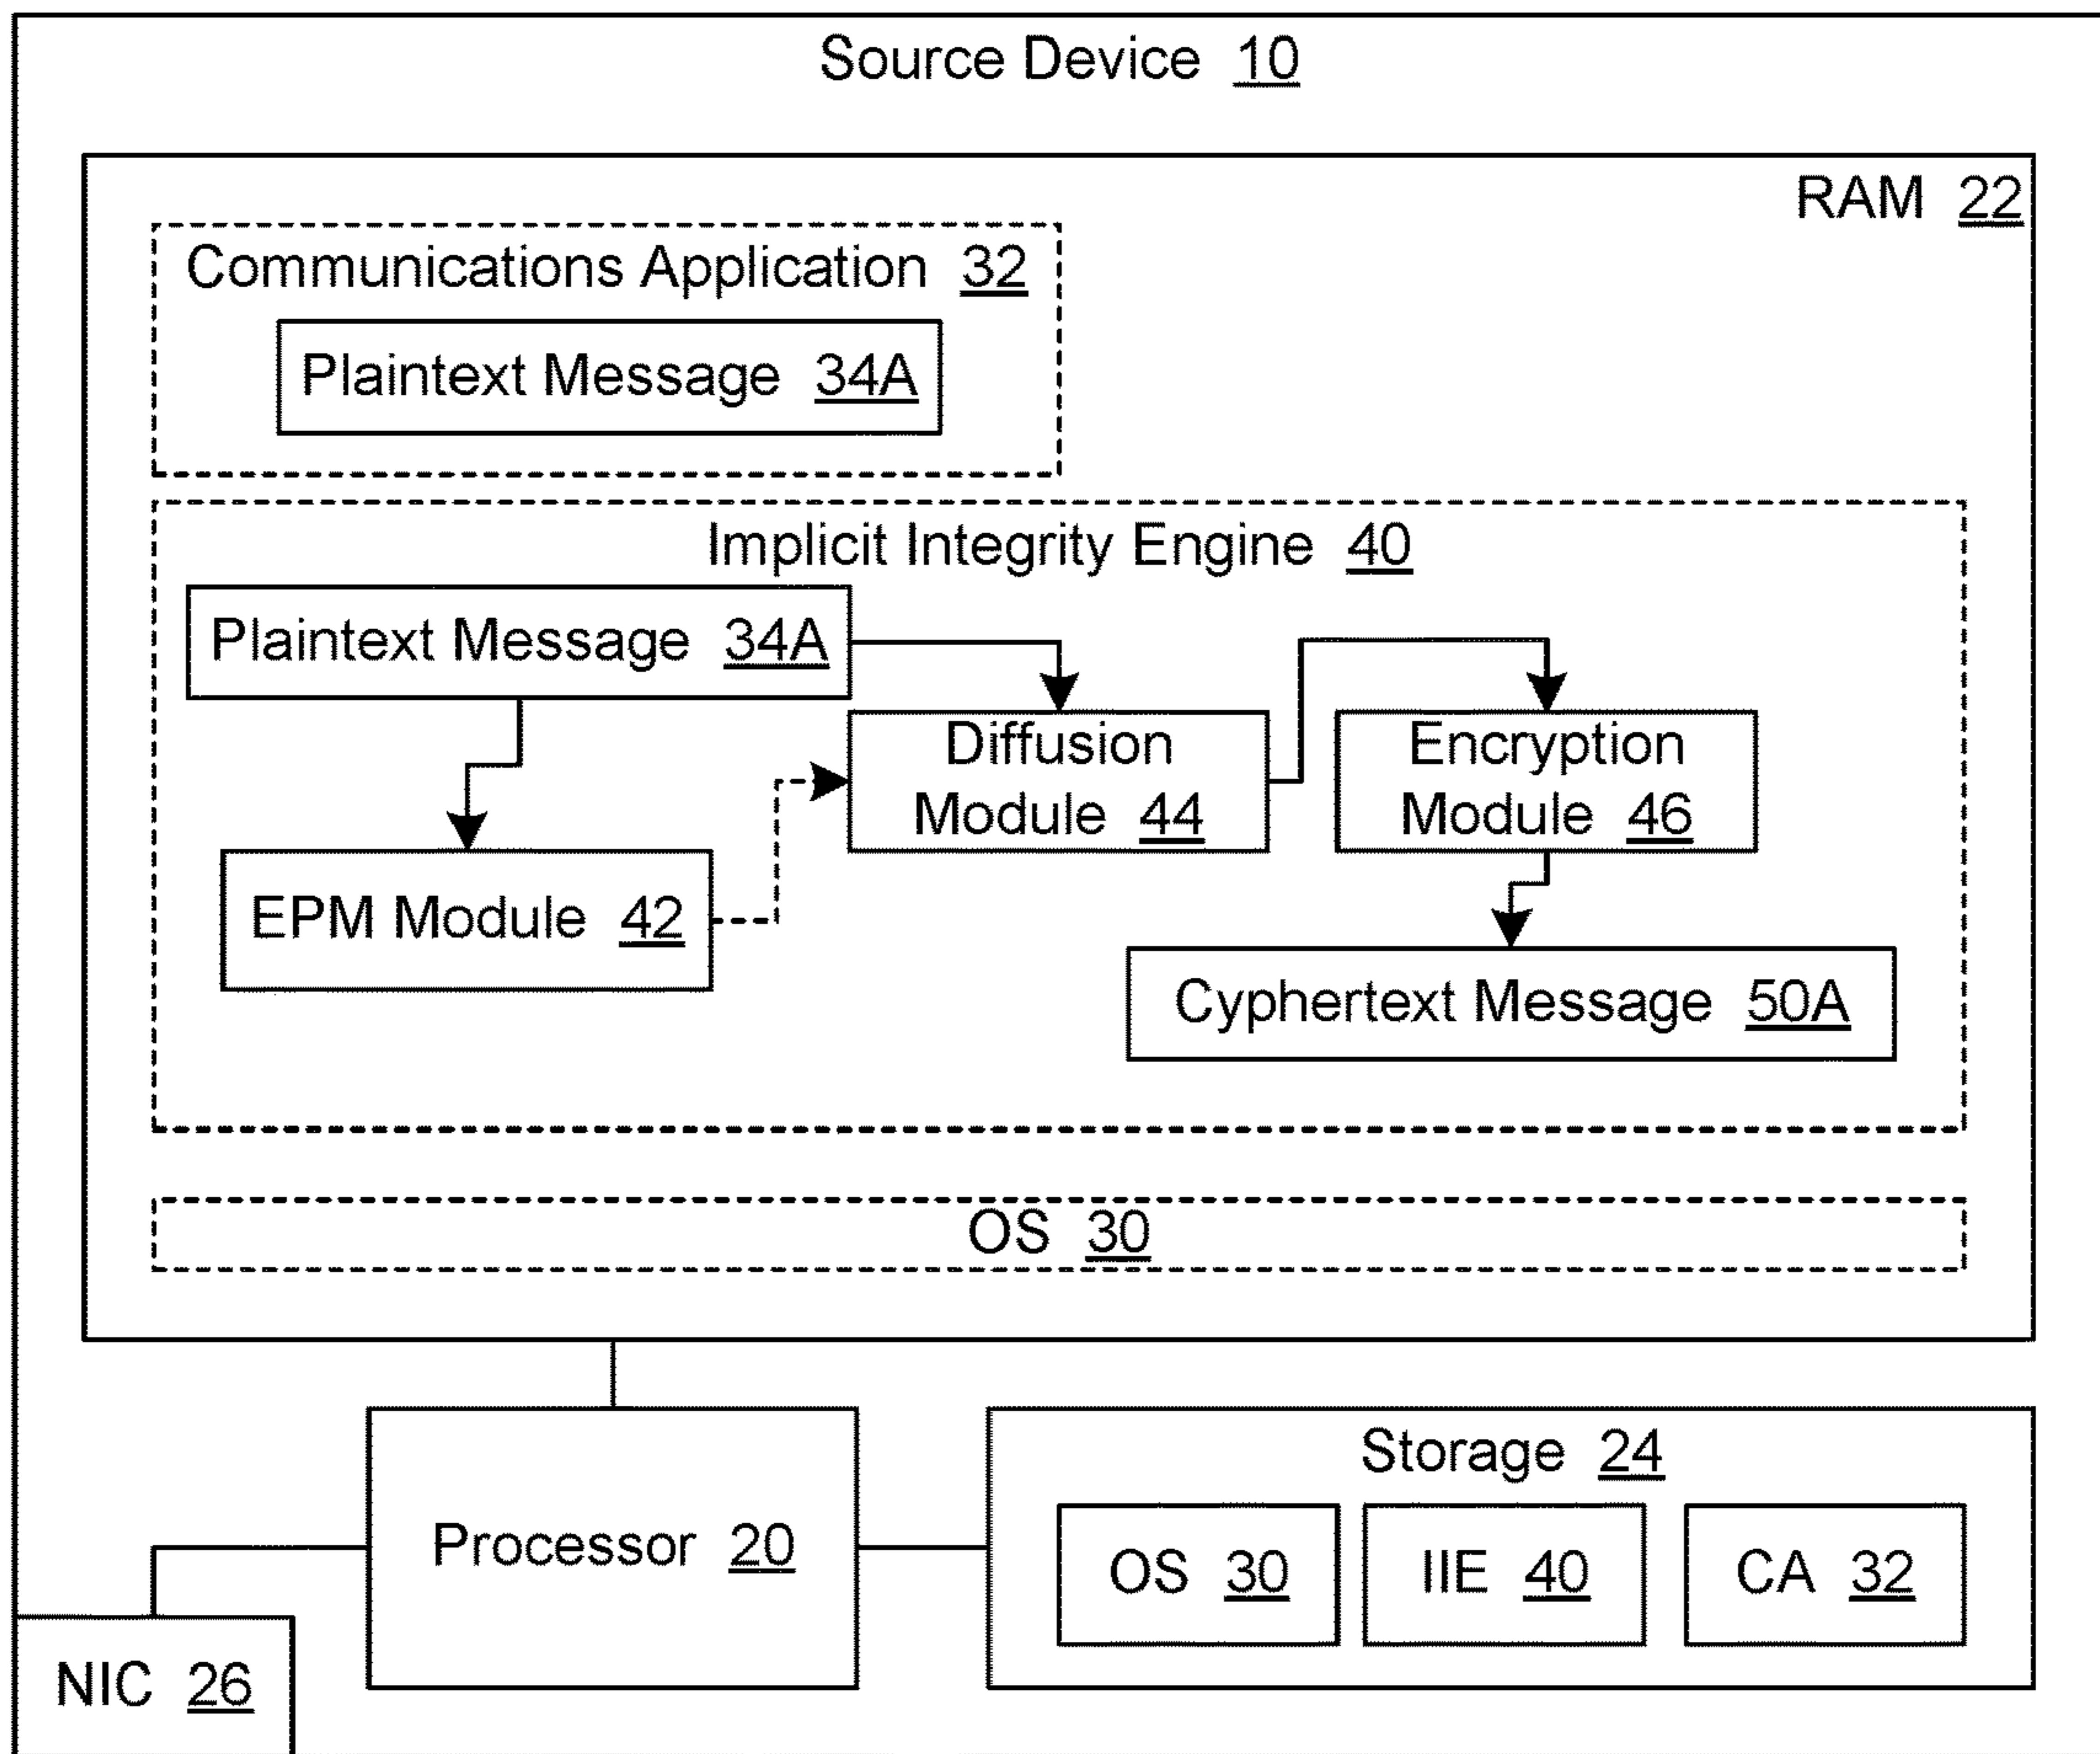 Source Device 10
RAM 22
Communications Application 32
Plaintext Message 34A
Implicit Integrity Engine 40
Plaintext Message 34A
Diffusion
Module 44
Encryption
Module 46
EPM Module 42
Cyphertext Message 50A
OS 30
Storage 24
Processor 20
OS 30
IIE 40
CA 32
NIC 26